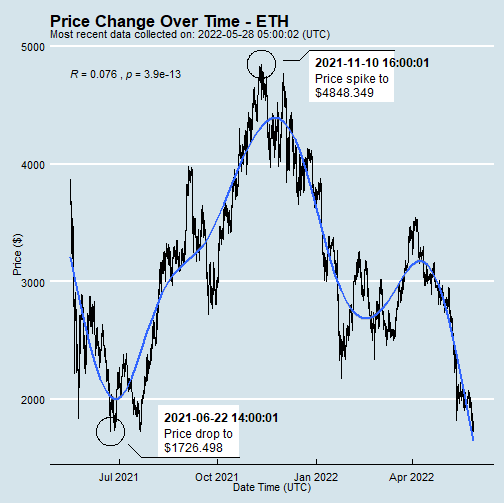 Price Change Over Time - ETH
Most recent data collected on: 2022-05-28 05:00:02 (UTC)
5000
R = 0.076 , p = 3.9e-13
2021-11-10 16:00:01
Price spike to
$4848.349
4000
Price ($)
3000
2000
2021-06-22 14:00:01
Price drop to
$1726.498
Jul 2021
Oct 2021
Jan 2022
Apr 2022
Date Time (UTC)